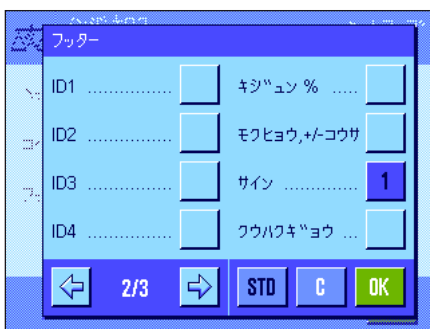 フッター
ID1 ............... キジュン % .....
ID2 ............... モクヒョウ,+/-コウサ
ID3 ............... サイン ............. 1
ID4 ............... クウハクギョウ ...
2/3 STD C OK